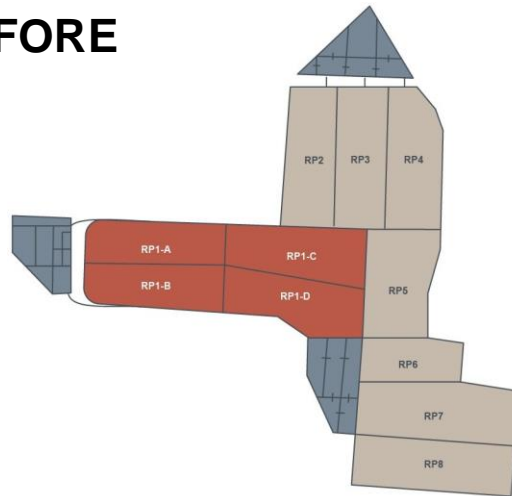 FORE
RP2
RP3
RP4
RP1-A
RP1-C
RP1-B
RP1-D
RP5
RP6
RP7
RP8